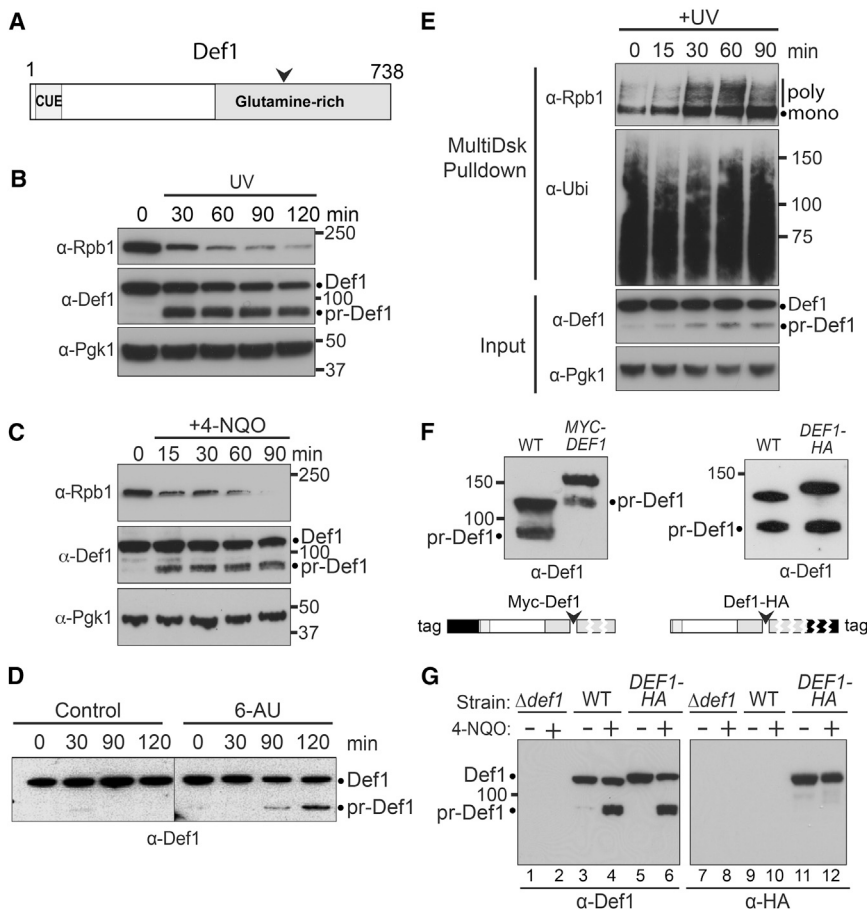 A
Def1
1
738
CUE
Glutamine-rich
B
UV
0 30 60 90 120 min
α-Rpb1
250
α-Def1
Def1
100
pr-Def1
α-Pgk1
50
37
C
+4-NQO
0 15 30 60 90 min
α-Rpb1
250
α-Def1
Def1
100
pr-Def1
α-Pgk1
50
37
D
Control 6-AU
0 30 90 120 0 30 90 120 min
Def1
pr-Def1
α-Def1
E
+UV
0 15 30 60 90 min
MultiDsk Pulldown
α-Rpb1
poly
mono
α-Ubi
150
100
75
Input
α-Def1
Def1
pr-Def1
α-Pgk1
F
WT MYC-DEF1
150
100
pr-Def1
pr-Def1
α-Def1
WT DEF1-HA
150
pr-Def1
α-Def1
Myc-Def1
tag
Def1-HA
tag
G
Strain: Δdef1 WT DEF1-HA Δdef1 WT DEF1-HA
4-NQO: - + - + - + - + - + - +
Def1
100
pr-Def1
1 2 3 4 5 6 7 8 9 10 11 12
α-Def1 α-HA